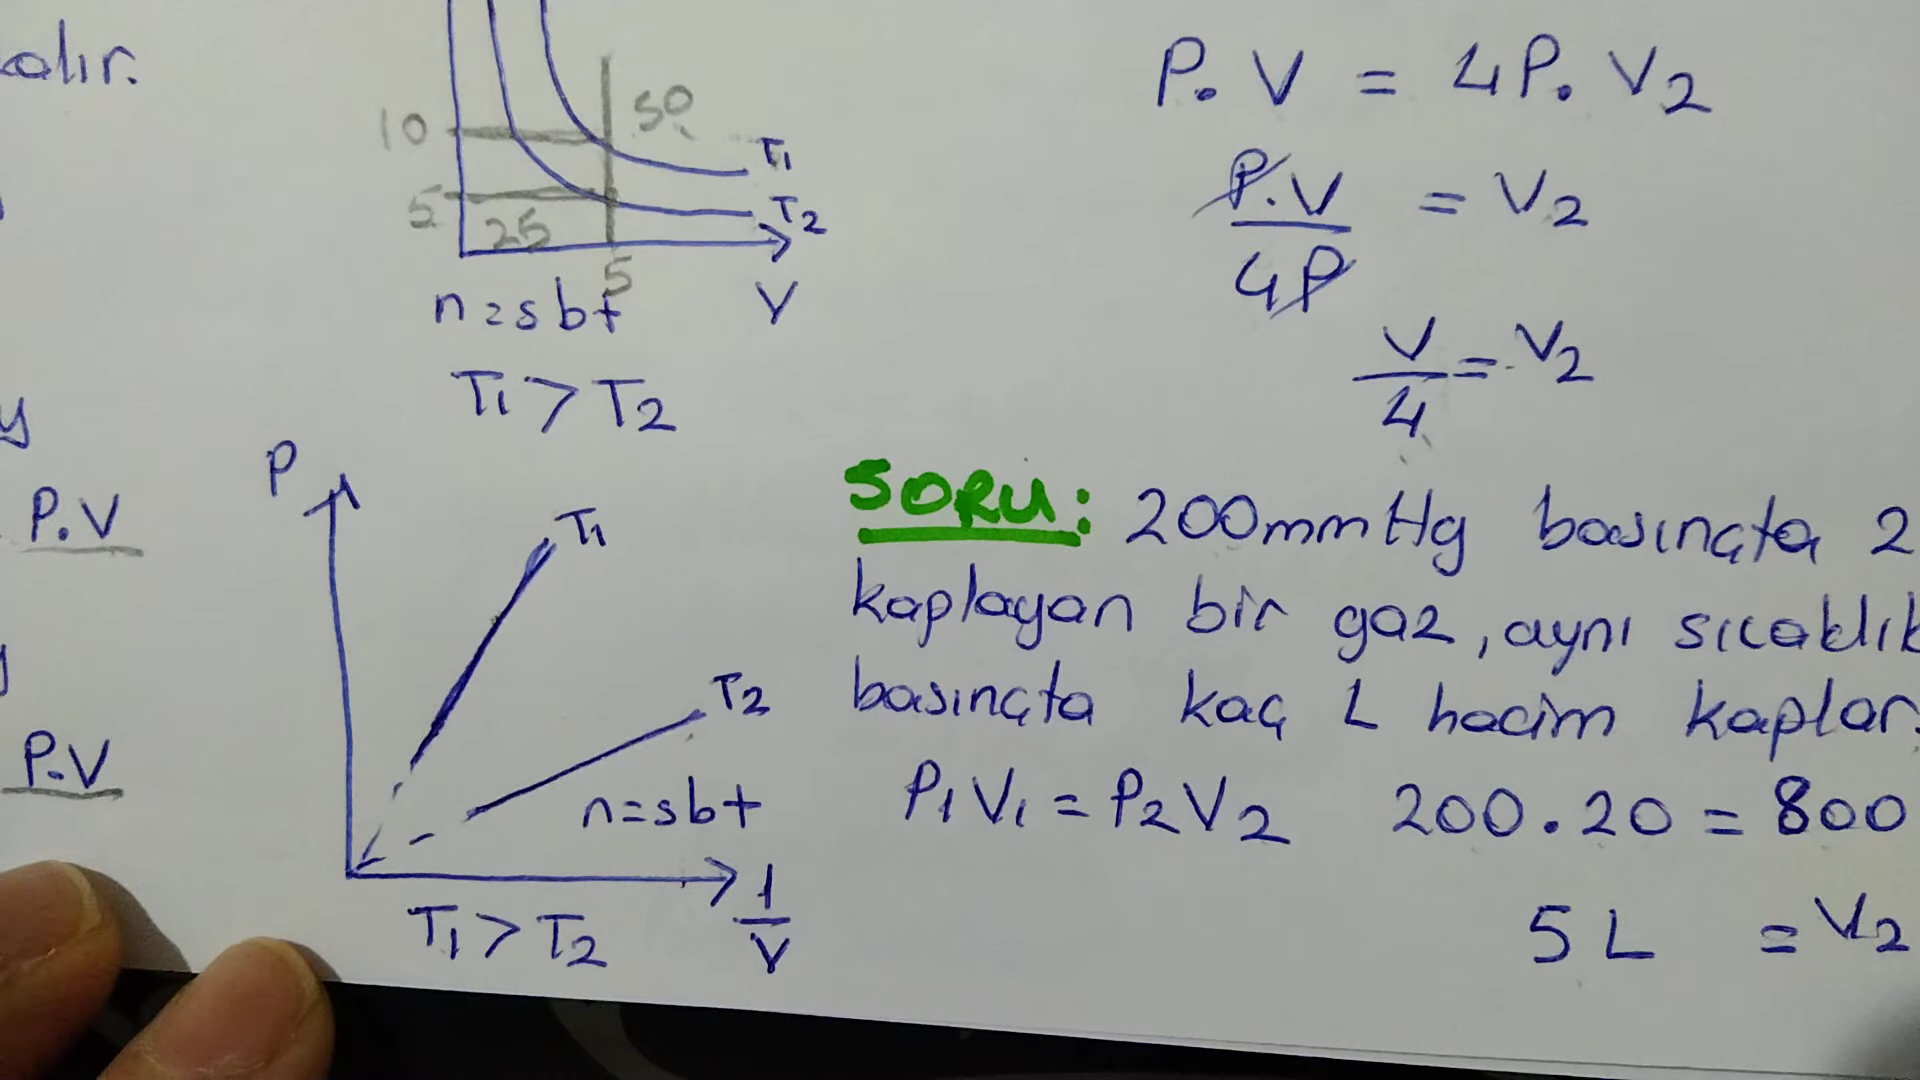 alır.
10
50
T1
5
25
T2
5
n=sbt
V
T1 > T2
y
P.V
P.V
P
T1
T2
n=sbt
1/V
T1 > T2
P.V = 4P.V2
P.V/4P = V2
V/4 = V2
SORU: 200mmHg basınçta 2
kaplayan bir gaz, aynı sıcaklık
basınçta kaç L hacim kaplar.
P1V1 = P2V2 200.20 = 800
5L = V2